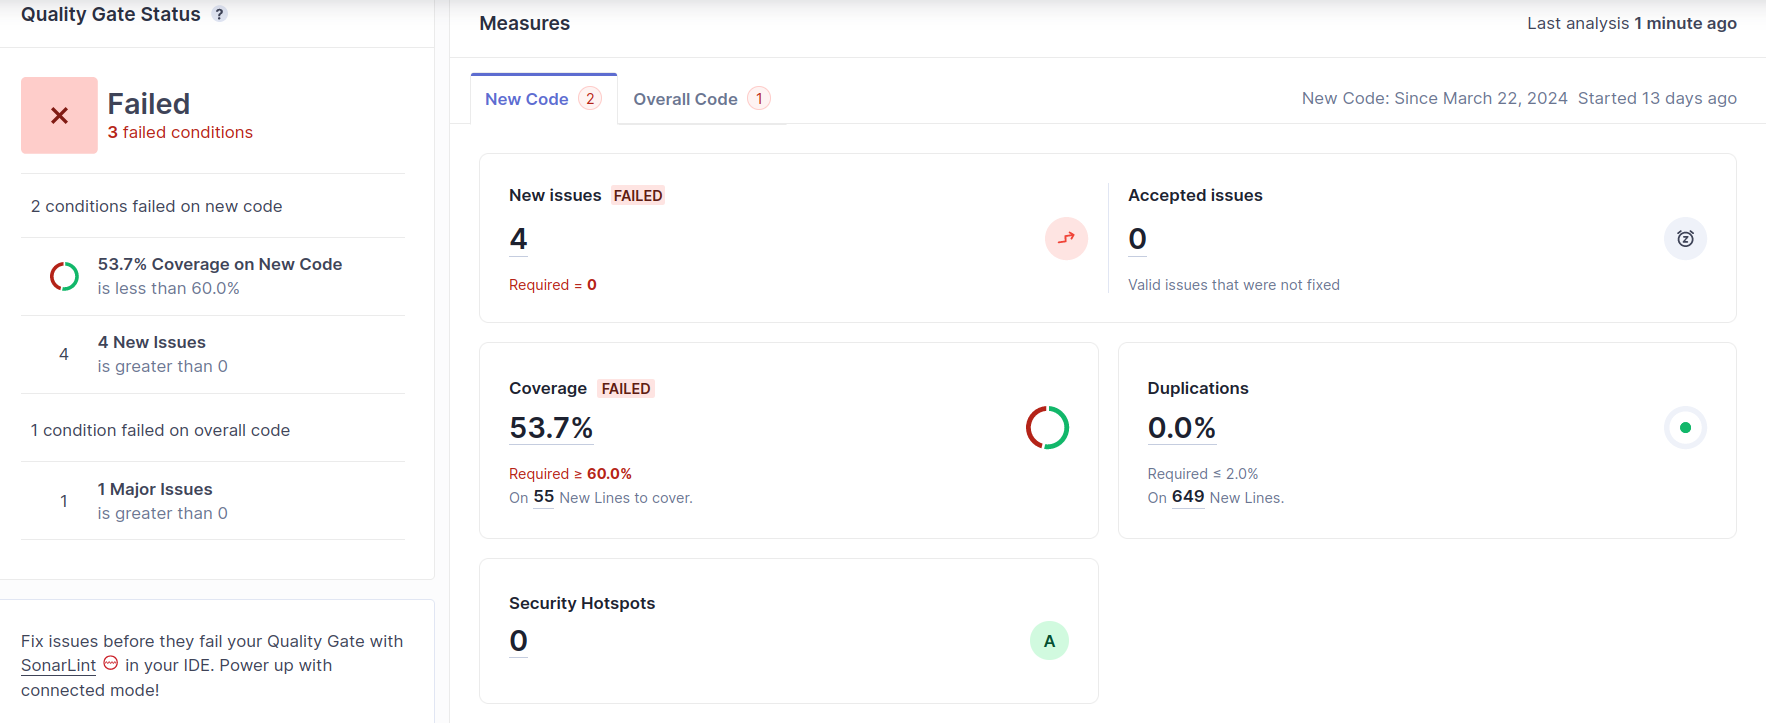 Quality Gate Status ?
Failed
3 failed conditions
2 conditions failed on new code
53.7% Coverage on New Code
is less than 60.0%
4
4 New Issues
is greater than 0
1 condition failed on overall code
1
1 Major Issues
is greater than 0
Fix issues before they fail your Quality Gate with
SonarLint in your IDE. Power up with
connected mode!
Measures
Last analysis 1 minute ago
New Code 2
Overall Code 1
New Code: Since March 22, 2024 Started 13 days ago
New issues FAILED
4
Required = 0
Accepted issues
0
Valid issues that were not fixed
Coverage FAILED
53.7%
Required ≥ 60.0%
On 55 New Lines to cover.
Duplications
0.0%
Required ≤ 2.0%
On 649 New Lines.
Security Hotspots
0
A